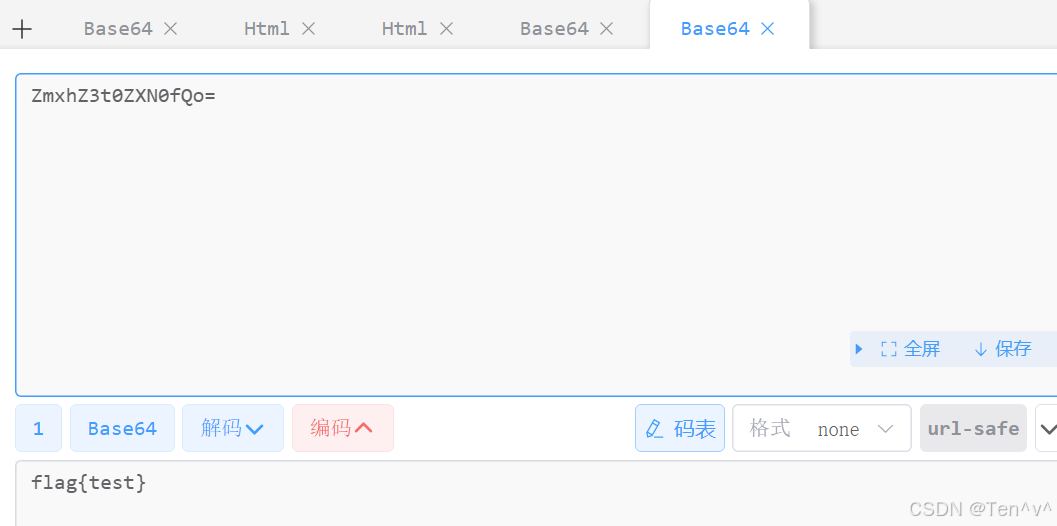 Base64 Html Html Base64 Base64
ZmxhZ3t0ZXN0fQo=
全屏 保存
1 Base64 解码 编码 码表 格式 none url-safe
flag{test}
CSDN @Ten^v^